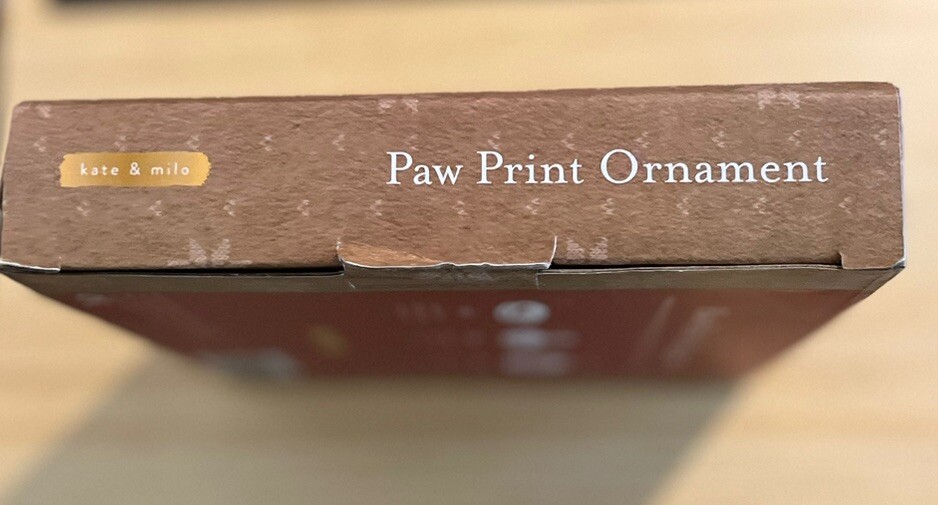 kate & milo
Paw Print Ornament